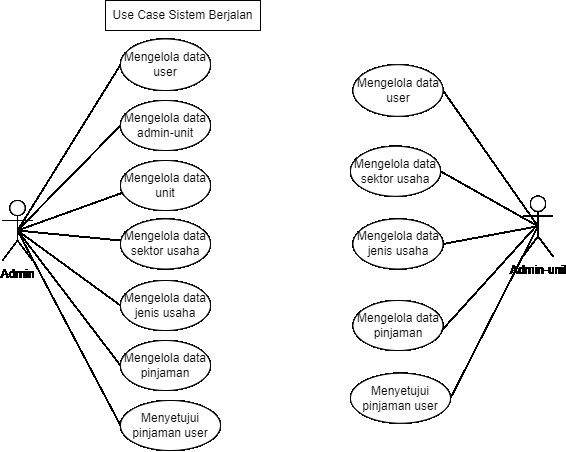 Use Case Sistem Berjalan
Mengelola data
user
Mengelola data
admin-unit
Mengelola data
unit
Mengelola data
sektor usaha
Mengelola data
jenis usaha
Mengelola data
pinjaman
Menyetujui
pinjaman user
Admin
Mengelola data
user
Mengelola data
sektor usaha
Mengelola data
jenis usaha
Mengelola data
pinjaman
Menyetujui
pinjaman user
Admin-unit